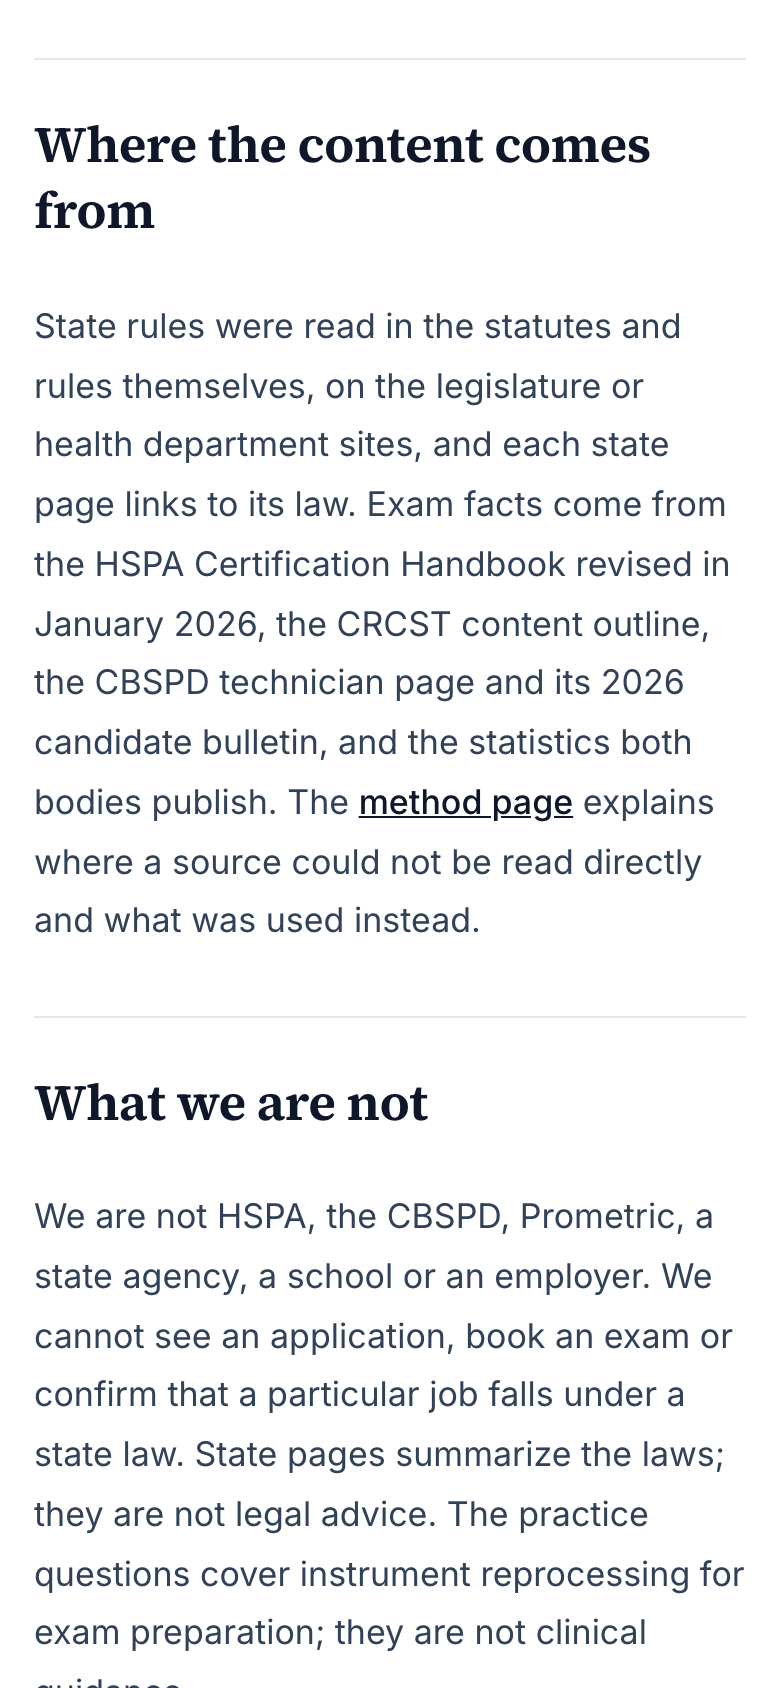 Where the content comes
from
State rules were read in the statutes and
rules themselves, on the legislature or
health department sites, and each state
page links to its law. Exam facts come from
the HSPA Certification Handbook revised in
January 2026, the CRCST content outline,
the CBSPD technician page and its 2026
candidate bulletin, and the statistics both
bodies publish. The method page explains
where a source could not be read directly
and what was used instead.
What we are not
We are not HSPA, the CBSPD, Prometric, a
state agency, a school or an employer. We
cannot see an application, book an exam or
confirm that a particular job falls under a
state law. State pages summarize the laws;
they are not legal advice. The practice
questions cover instrument reprocessing for
exam preparation; they are not clinical